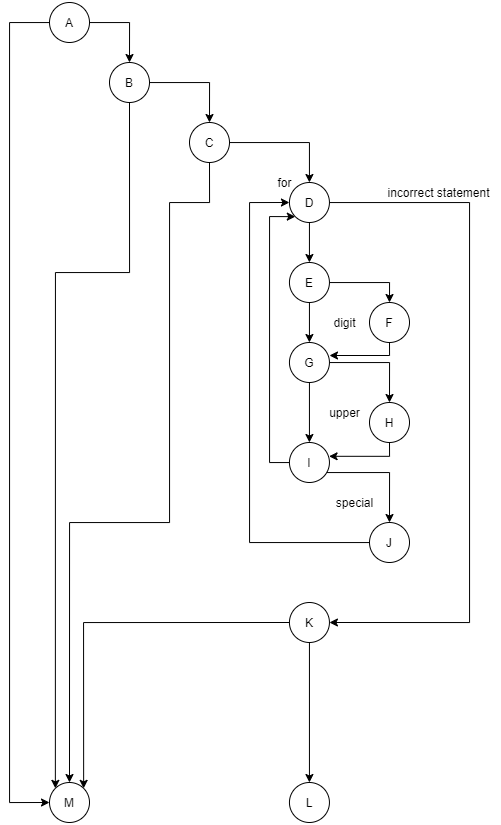 A
B
C
for
D
incorrect statement
E
digit
F
G
upper
H
I
special
J
K
M
L